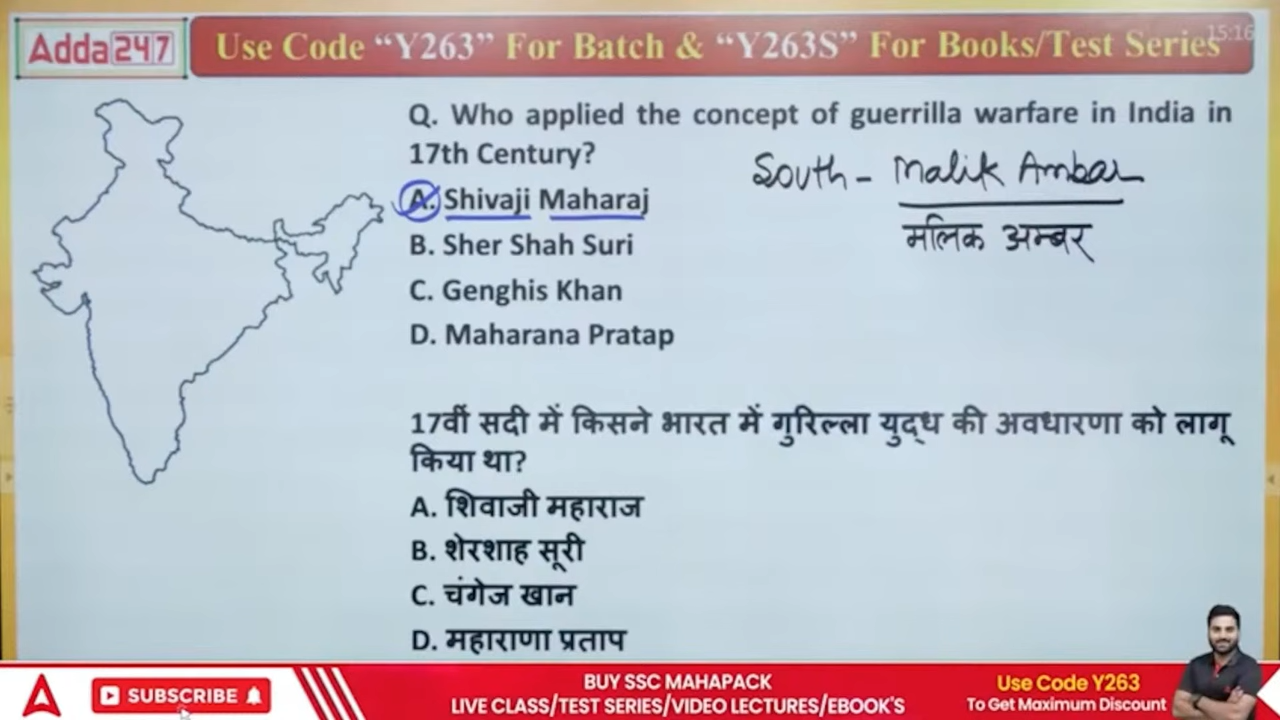 Adda247
Use Code “Y263” For Batch & “Y263S” For Books/Test Series
15:16
Q. Who applied the concept of guerrilla warfare in India in
17th Century?
South - Malik Ambar
मलिक अम्बर
A. Shivaji Maharaj
B. Sher Shah Suri
C. Genghis Khan
D. Maharana Pratap
17वीं सदी में किसने भारत में गुरिल्ला युद्ध की अवधारणा को लागू
किया था?
A. शिवाजी महाराज
B. शेरशाह सूरी
C. चंगेज खान
D. महाराणा प्रताप
SUBSCRIBE
BUY SSC MAHAPACK
LIVE CLASS/TEST SERIES/VIDEO LECTURES/EBOOK'S
Use Code Y263
To Get Maximum Discount